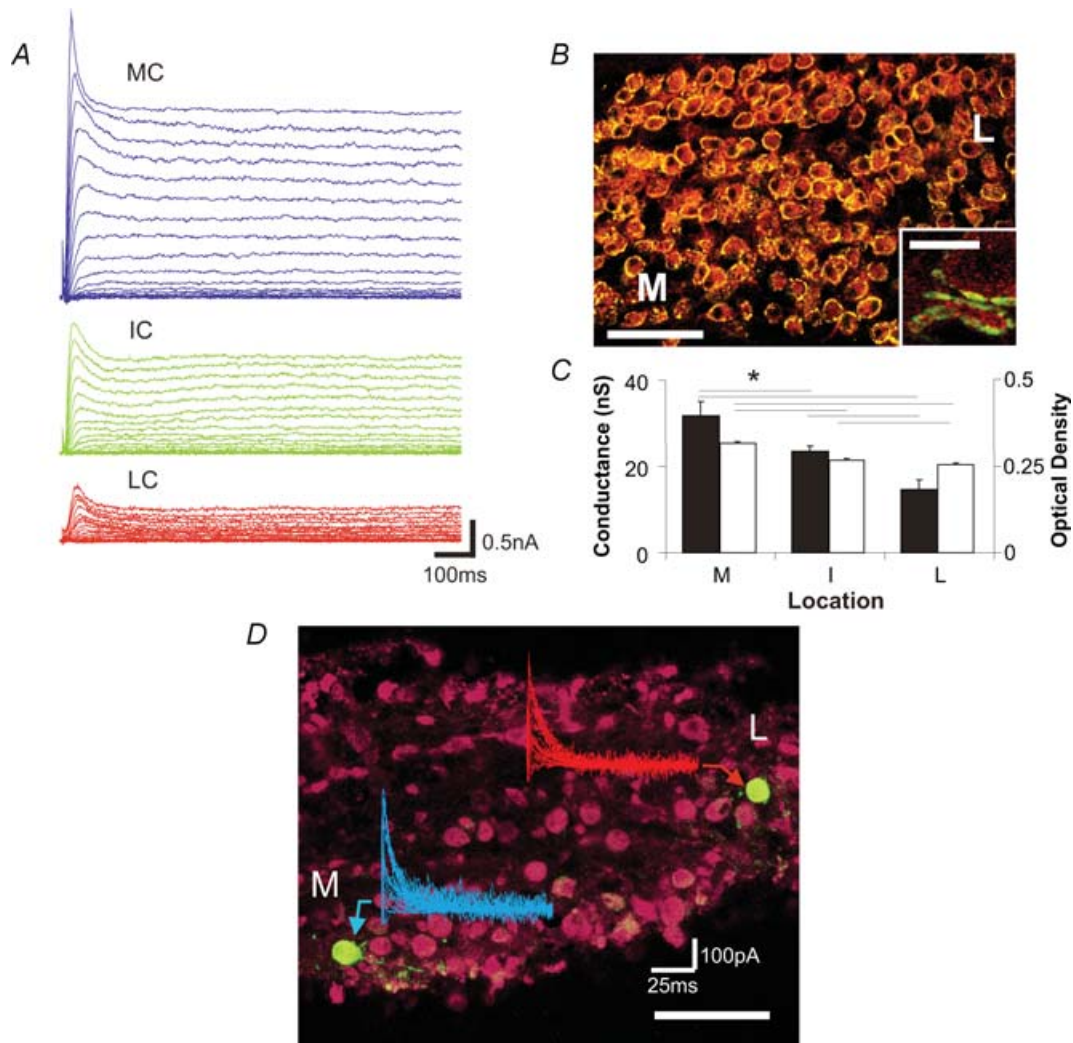 A
MC
IC
LC
0.5nA
100ms
B
L
M
C
Conductance (nS)
40
20
0
*
0.5
0.25
0
Optical Density
M
I
L
Location
D
L
M
100pA
25ms